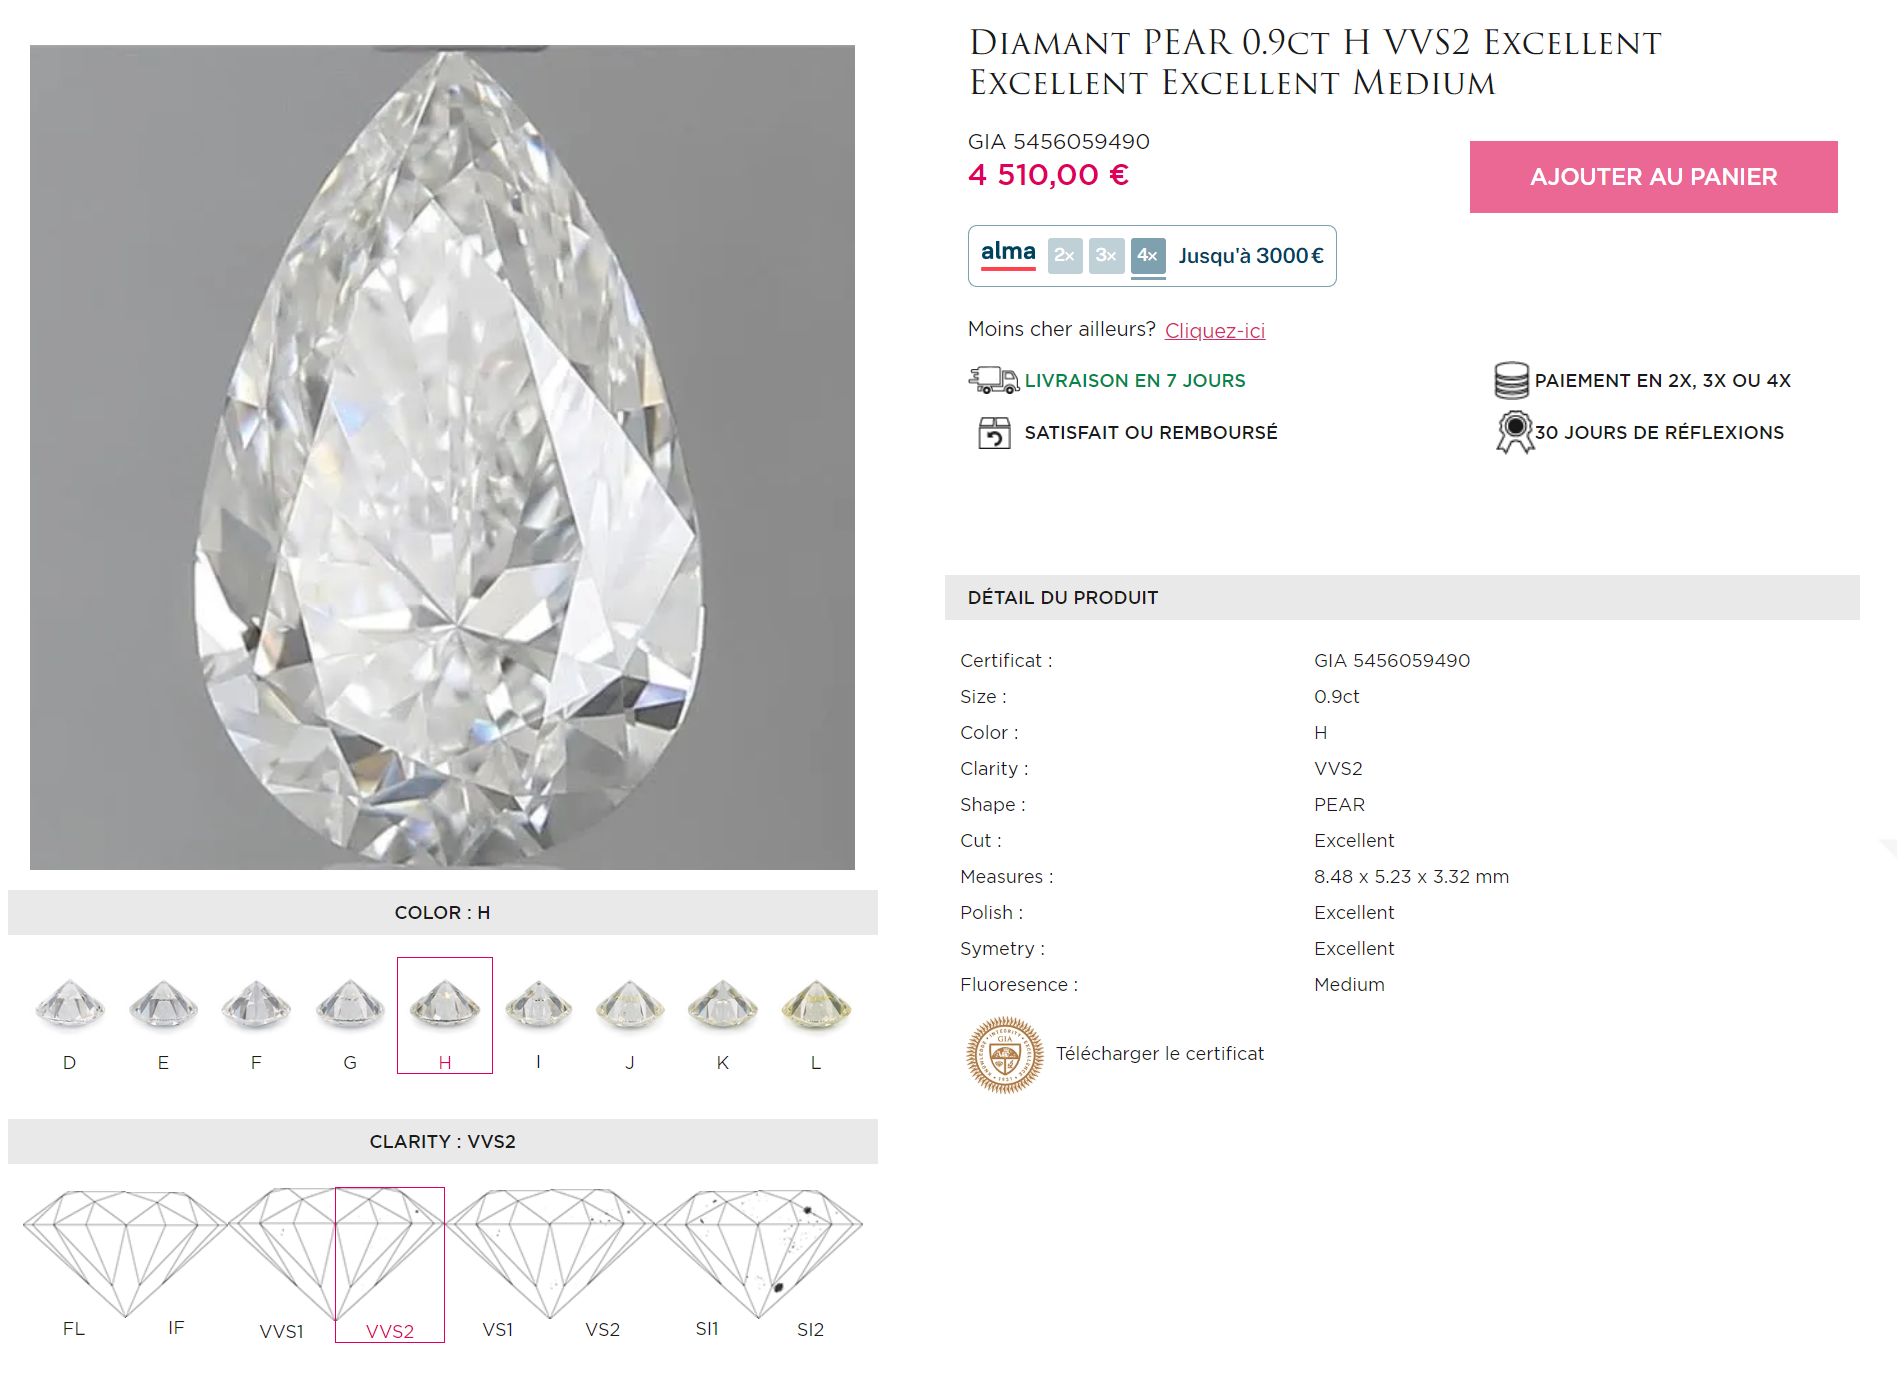 Diamant PEAR 0.9ct H VVS2 Excellent
Excellent Excellent Medium
GIA 5456059490
4 510,00 €
AJOUTER AU PANIER
alma 2x 3x 4x Jusqu'à 3000 €
Moins cher ailleurs? Cliquez-ici
LIVRAISON EN 7 JOURS
PAIEMENT EN 2X, 3X OU 4X
SATISFAIT OU REMBOURSÉ
30 JOURS DE RÉFLEXIONS
DÉTAIL DU PRODUIT
Certificat : GIA 5456059490
Size : 0.9ct
Color : H
Clarity : VVS2
Shape : PEAR
Cut : Excellent
Measures : 8.48 x 5.23 x 3.32 mm
Polish : Excellent
Symetry : Excellent
Fluoresence : Medium
GIA
Télécharger le certificat
COLOR : H
D E F G H I J K L
CLARITY : VVS2
FL IF VVS1 VVS2 VS1 VS2 SI1 SI2